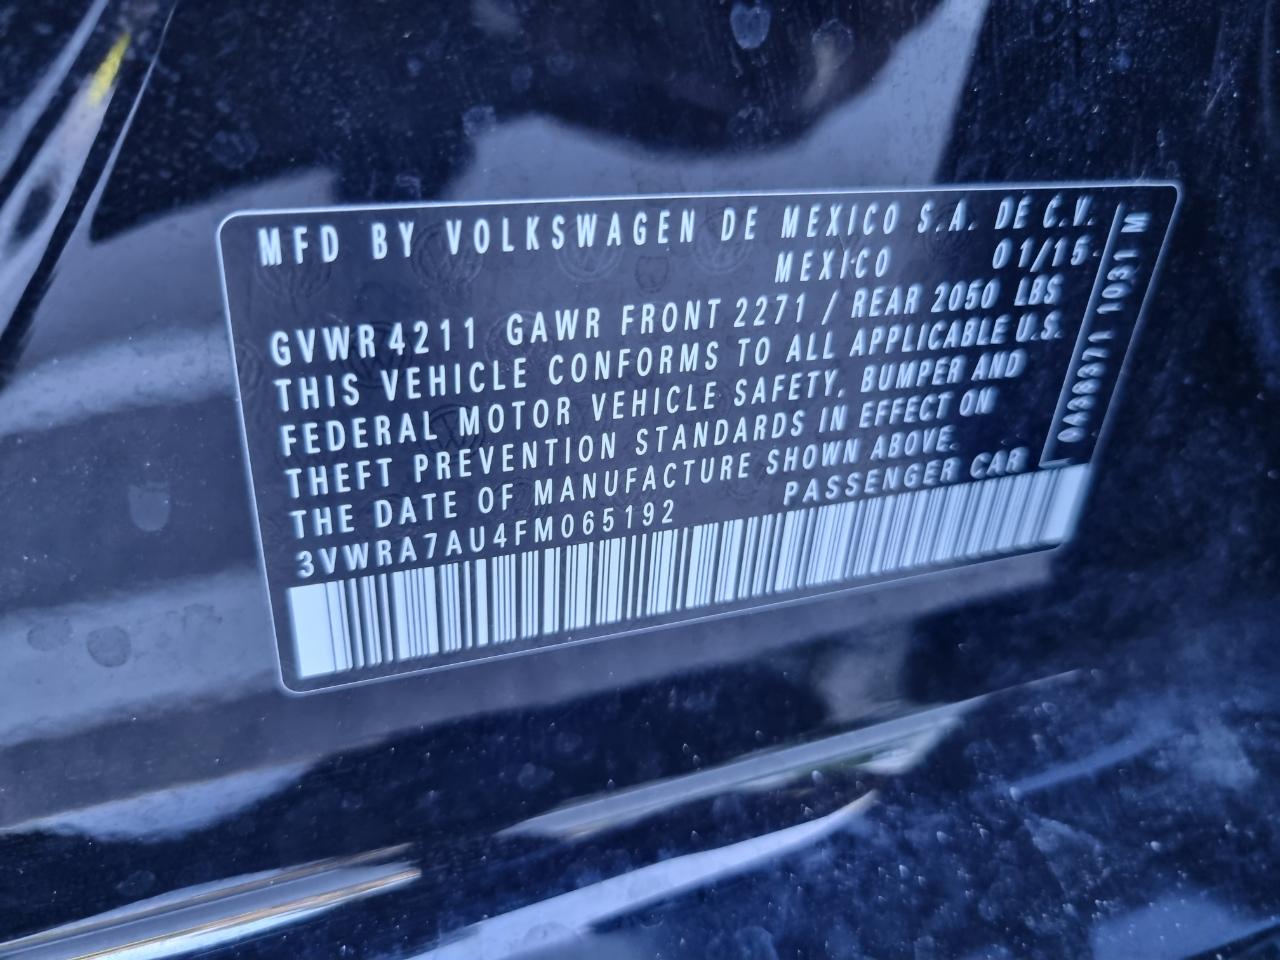 MFD BY VOLKSWAGEN DE MEXICO S.A. DE C.V.
MEXICO 01/15
GVWR 4211 GAWR FRONT 2271 / REAR 2050 LBS
THIS VEHICLE CONFORMS TO ALL APPLICABLE U.S.
FEDERAL MOTOR VEHICLE SAFETY, BUMPER AND
THEFT PREVENTION STANDARDS IN EFFECT ON
THE DATE OF MANUFACTURE SHOWN ABOVE.
3VWRA7AU4FM065192 PASSENGER CAR
1031 M